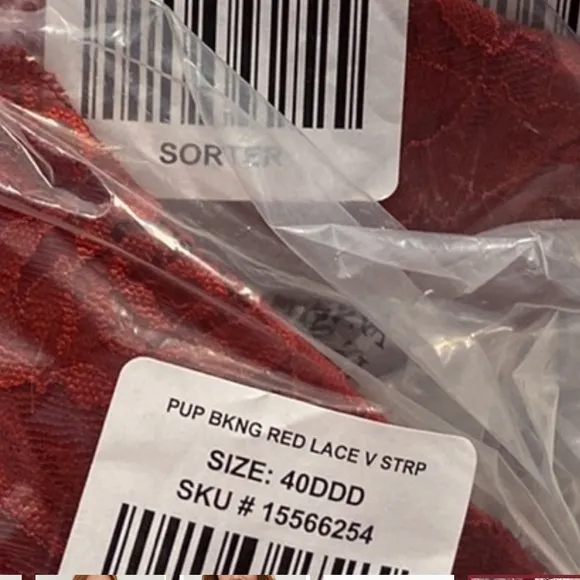 SORTER
PUP BKNG RED LACE V STRP
SIZE: 40DDD
SKU # 15566254